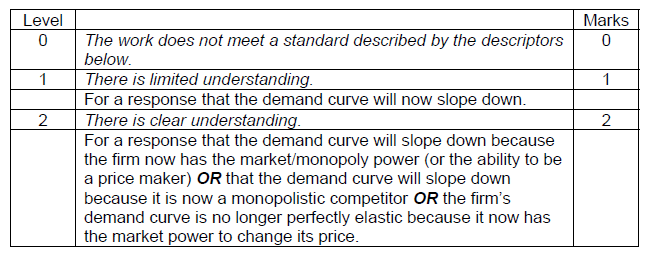 Level Marks
0 The work does not meet a standard described by the descriptors 0
below.
1 There is limited understanding. 1
For a response that the demand curve will now slope down.
2 There is clear understanding. 2
For a response that the demand curve will slope down because
the firm now has the market/monopoly power (or the ability to be
a price maker) OR that the demand curve will slope down
because it is now a monopolistic competitor OR the firm's
demand curve is no longer perfectly elastic because it now has
the market power to change its price.